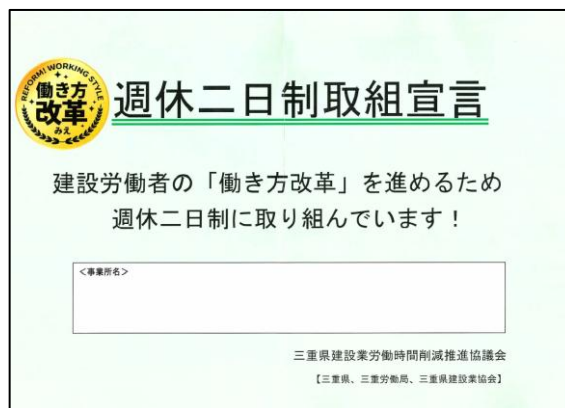 REFORM! WORKING STYLE
働き方
改革
みえ
週休二日制取組宣言
建設労働者の「働き方改革」を進めるため
週休二日制に取り組んでいます！
＜事業所名＞
三重県建設業労働時間削減推進協議会
【三重県、三重労働局、三重県建設業協会】